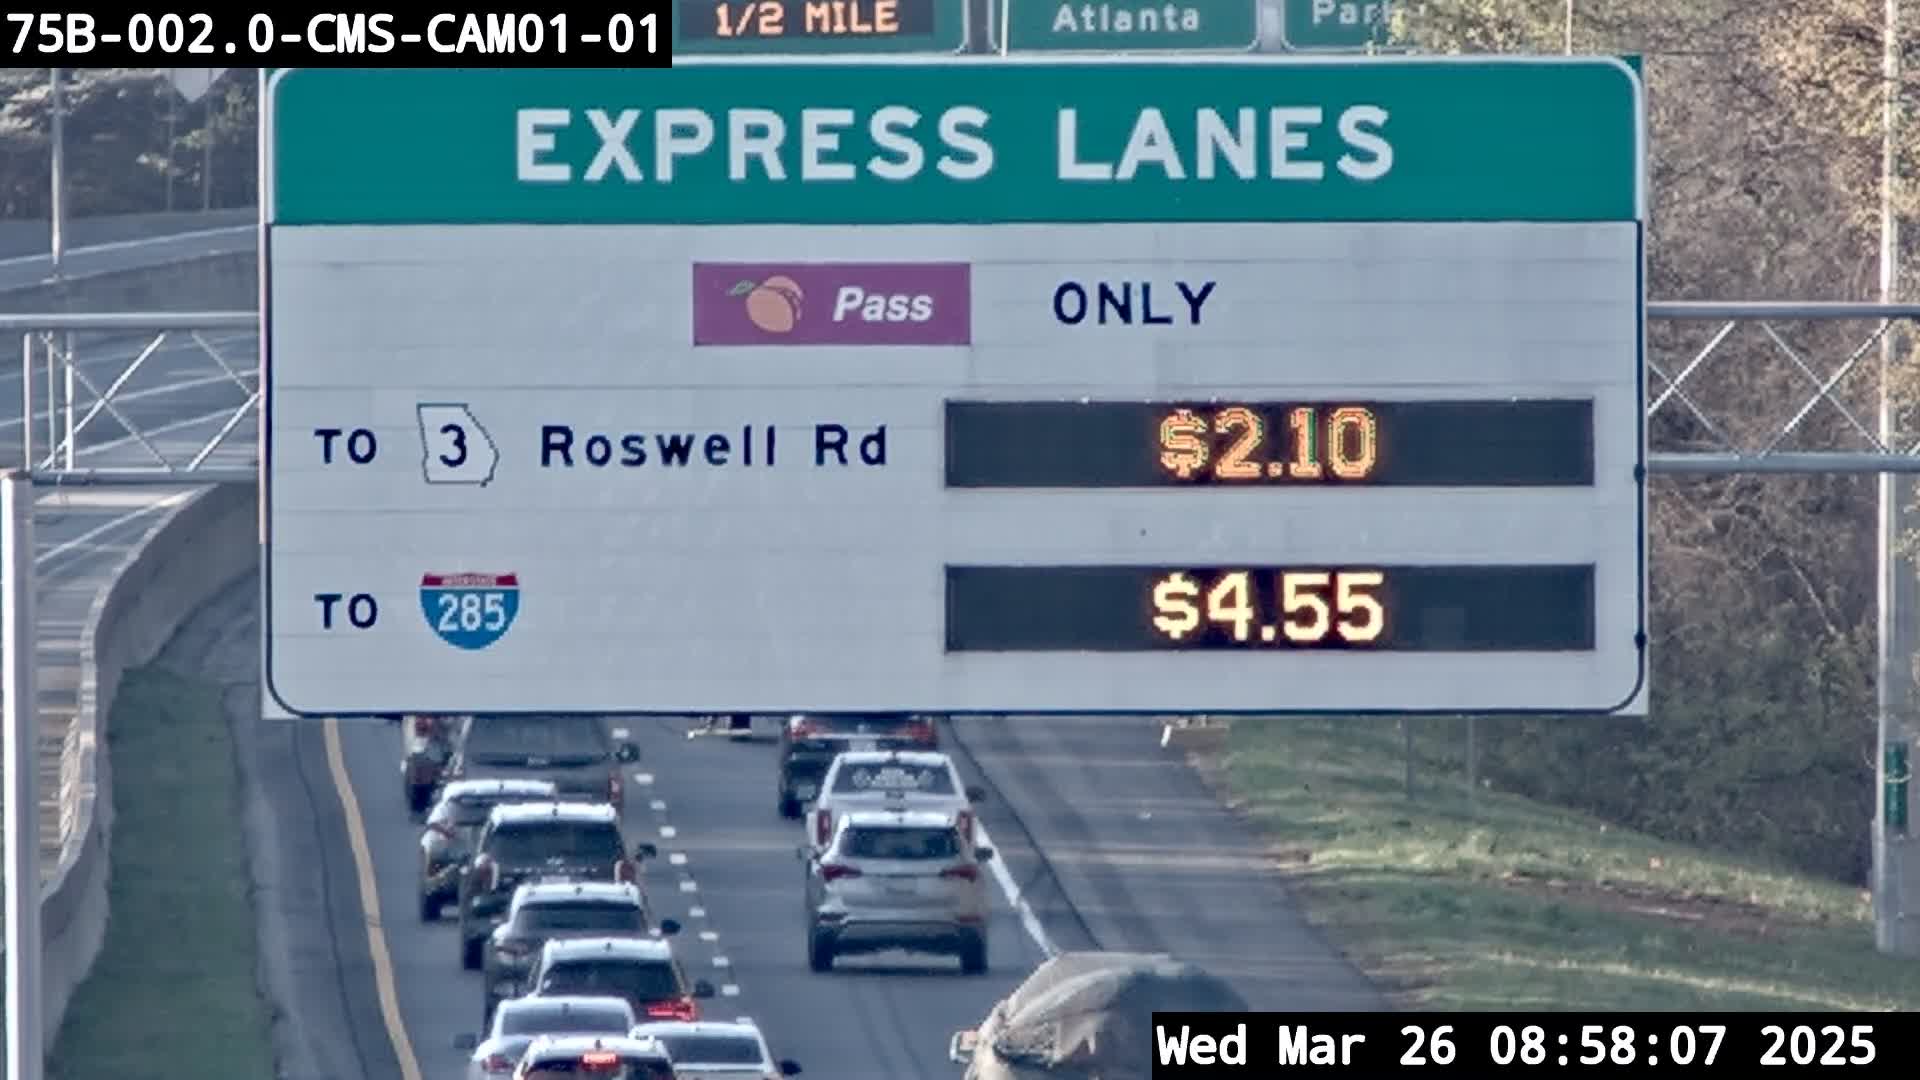 75B-002.0-CMS-CAM01-01
1/2 MILE
Atlanta
EXPRESS LANES
Pass ONLY
TO 3 Roswell Rd $2.10
INTERSTATE
TO 285 $4.55
Wed Mar 26 08:58:07 2025